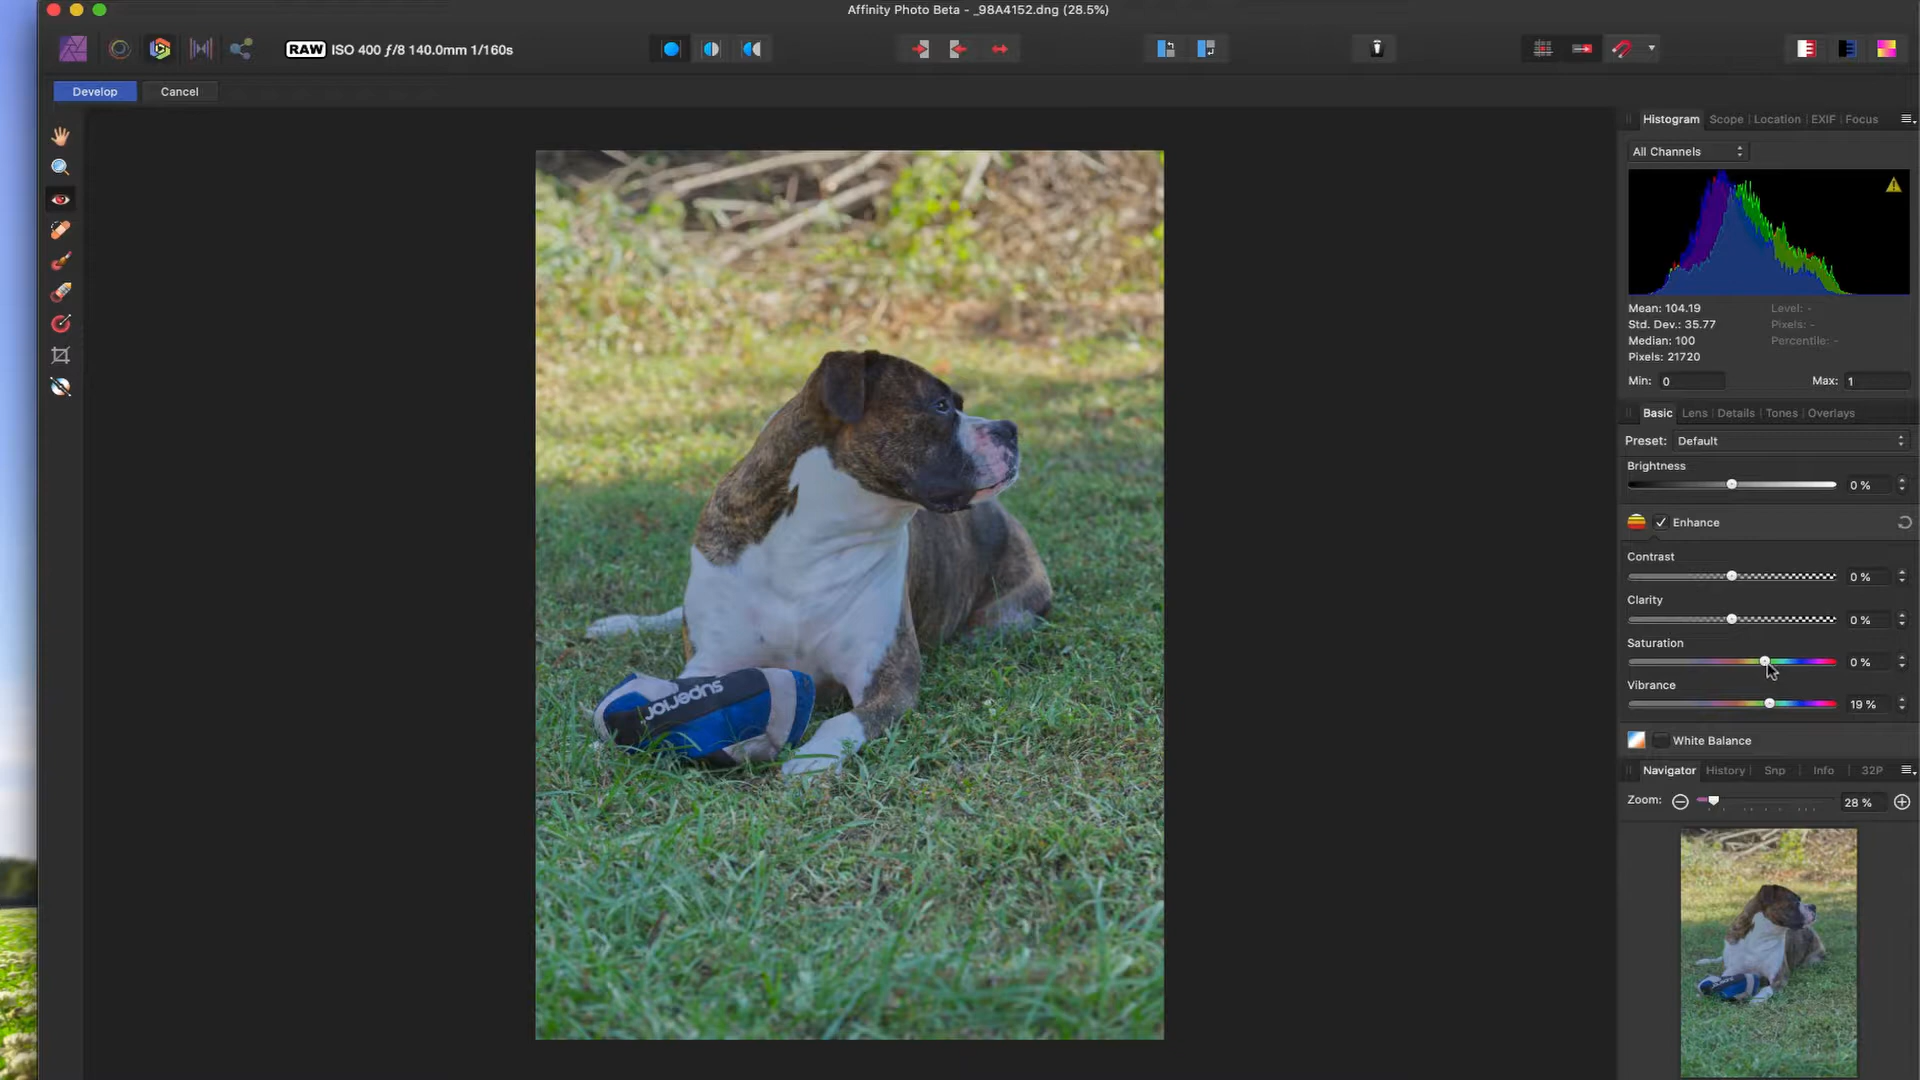 Affinity Photo Beta - _98A4152.dng (28.5%)
RAW ISO 400 ƒ/8 140.0mm 1/160s
Develop Cancel
Histogram Scope Location EXIF Focus
All Channels
Mean: 104.19 Level: -
Std. Dev.: 35.77 Pixels: -
Median: 100 Percentile: -
Pixels: 21720
Min: 0 Max: 1
Basic Lens Details Tones Overlays
Preset: Default
Brightness
0 %
Enhance
Contrast
0 %
Clarity
0 %
Saturation
0 %
Vibrance
19 %
White Balance
Navigator History Snp Info 32P
Zoom: 28 %
superior